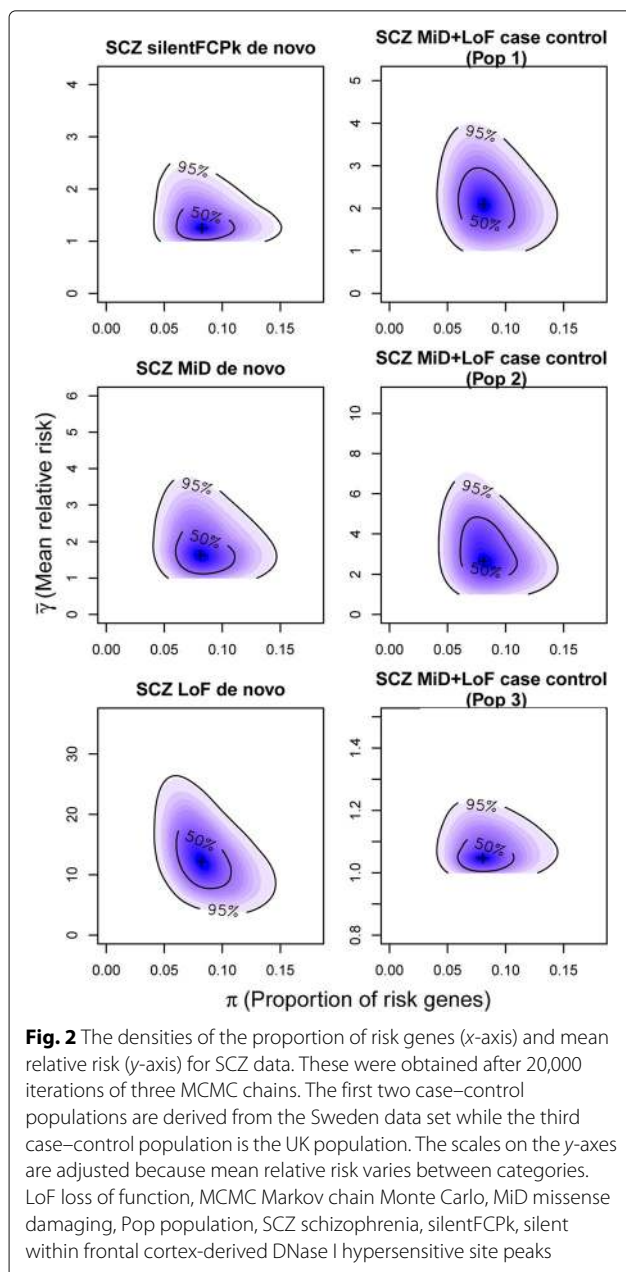 SCZ silentFCPk de novo
4
3
2
1
0
95%
50%
0.00 0.05 0.10 0.15
SCZ MiD+LoF case control
(Pop 1)
5
4
3
2
1
0
95%
50%
0.00 0.05 0.10 0.15
SCZ MiD de novo
6
5
4
3
2
1
0
95%
50%
0.00 0.05 0.10 0.15
SCZ MiD+LoF case control
(Pop 2)
10
8
6
4
2
0
95%
50%
0.00 0.05 0.10 0.15
γ̄ (Mean relative risk)
SCZ LoF de novo
30
20
10
0
50%
95%
0.00 0.05 0.10 0.15
SCZ MiD+LoF case control
(Pop 3)
1.4
1.2
1.0
0.8
95%
50%
0.00 0.05 0.10 0.15
π (Proportion of risk genes)
Fig. 2 The densities of the proportion of risk genes (x-axis) and mean
relative risk (y-axis) for SCZ data. These were obtained after 20,000
iterations of three MCMC chains. The first two case–control
populations are derived from the Sweden data set while the third
case–control population is the UK population. The scales on the y-axes
are adjusted because mean relative risk varies between categories.
LoF loss of function, MCMC Markov chain Monte Carlo, MiD missense
damaging, Pop population, SCZ schizophrenia, silentFCPk, silent
within frontal cortex-derived DNase I hypersensitive site peaks